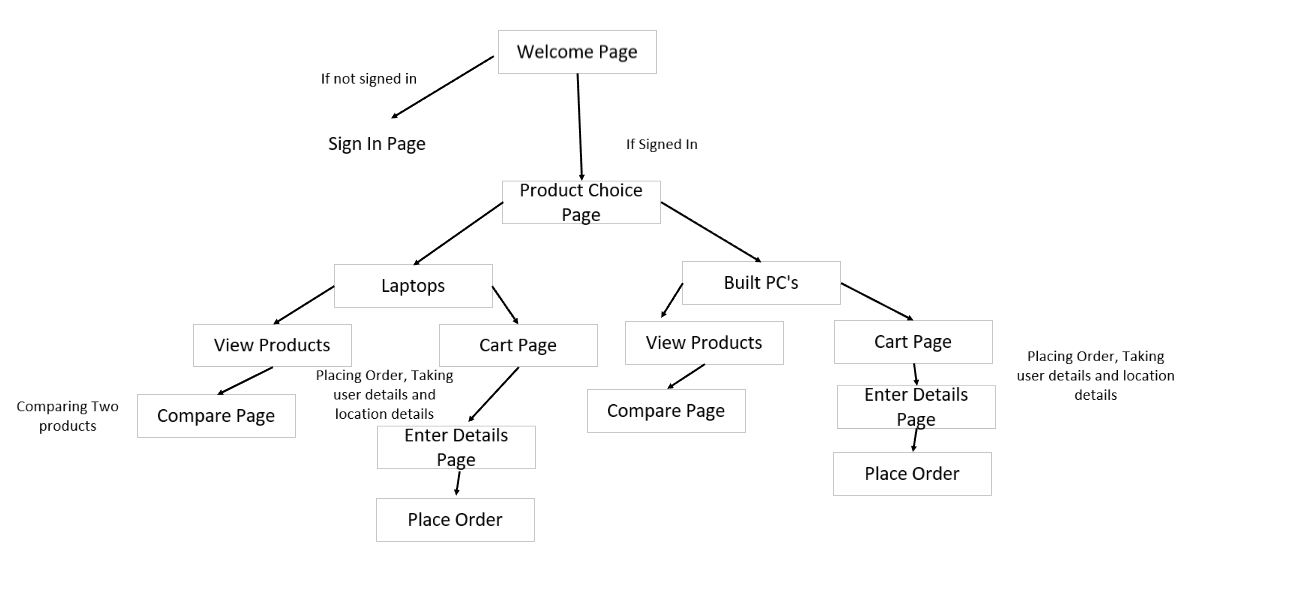 Welcome Page
If not signed in
Sign In Page
If Signed In
Product Choice
Page
Laptops
Built PC's
View Products
Cart Page
View Products
Cart Page
Placing Order, Taking
user details and
location details
Placing Order, Taking
user details and location
details
Comparing Two
products
Compare Page
Enter Details
Page
Compare Page
Enter Details
Page
Place Order
Place Order